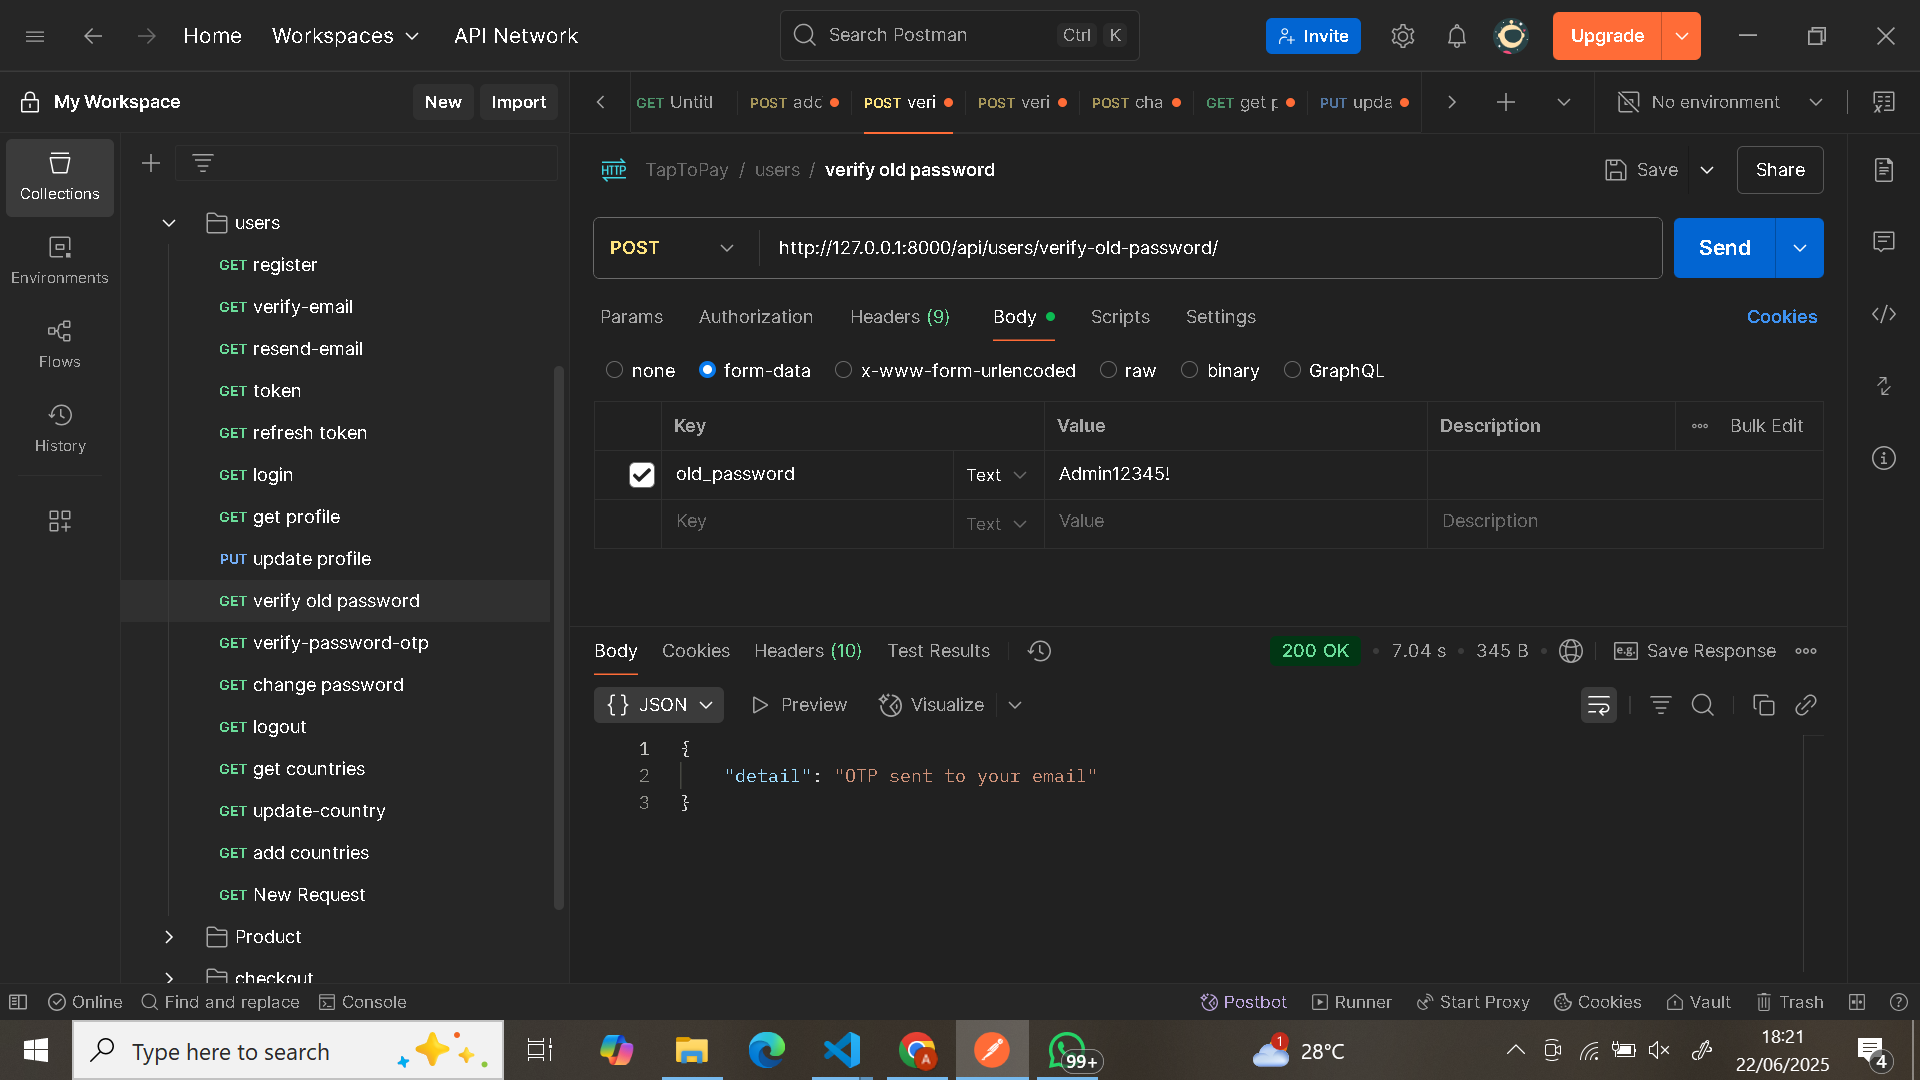 Home
Workspaces
API Network
Search Postman
Ctrl K
Invite
Upgrade
My Workspace
New
Import
GET Untitl
POST adc
POST veri
POST veri
POST cha
GET get p
PUT upda
No environment
Collections
Environments
Flows
History
users
GET register
GET verify-email
GET resend-email
GET token
GET refresh token
GET login
GET get profile
PUT update profile
GET verify old password
GET verify-password-otp
GET change password
GET logout
GET get countries
GET update-country
GET add countries
GET New Request
Product
checkout
HTTP TapToPay / users / verify old password
Save
Share
POST
http://127.0.0.1:8000/api/users/verify-old-password/
Send
Params
Authorization
Headers (9)
Body
Scripts
Settings
Cookies
none
form-data
x-www-form-urlencoded
raw
binary
GraphQL
Key
Value
Description
Bulk Edit
old_password
Text
Admin12345!
Key
Text
Value
Description
Body
Cookies
Headers (10)
Test Results
200 OK
7.04 s
345 B
e.g. Save Response
{} JSON
Preview
Visualize
1 {
2 "detail": "OTP sent to your email"
3 }
Online
Find and replace
Console
Postbot
Runner
Start Proxy
Cookies
Vault
Trash
Type here to search
A
99+
1
28°C
18:21
22/06/2025
4